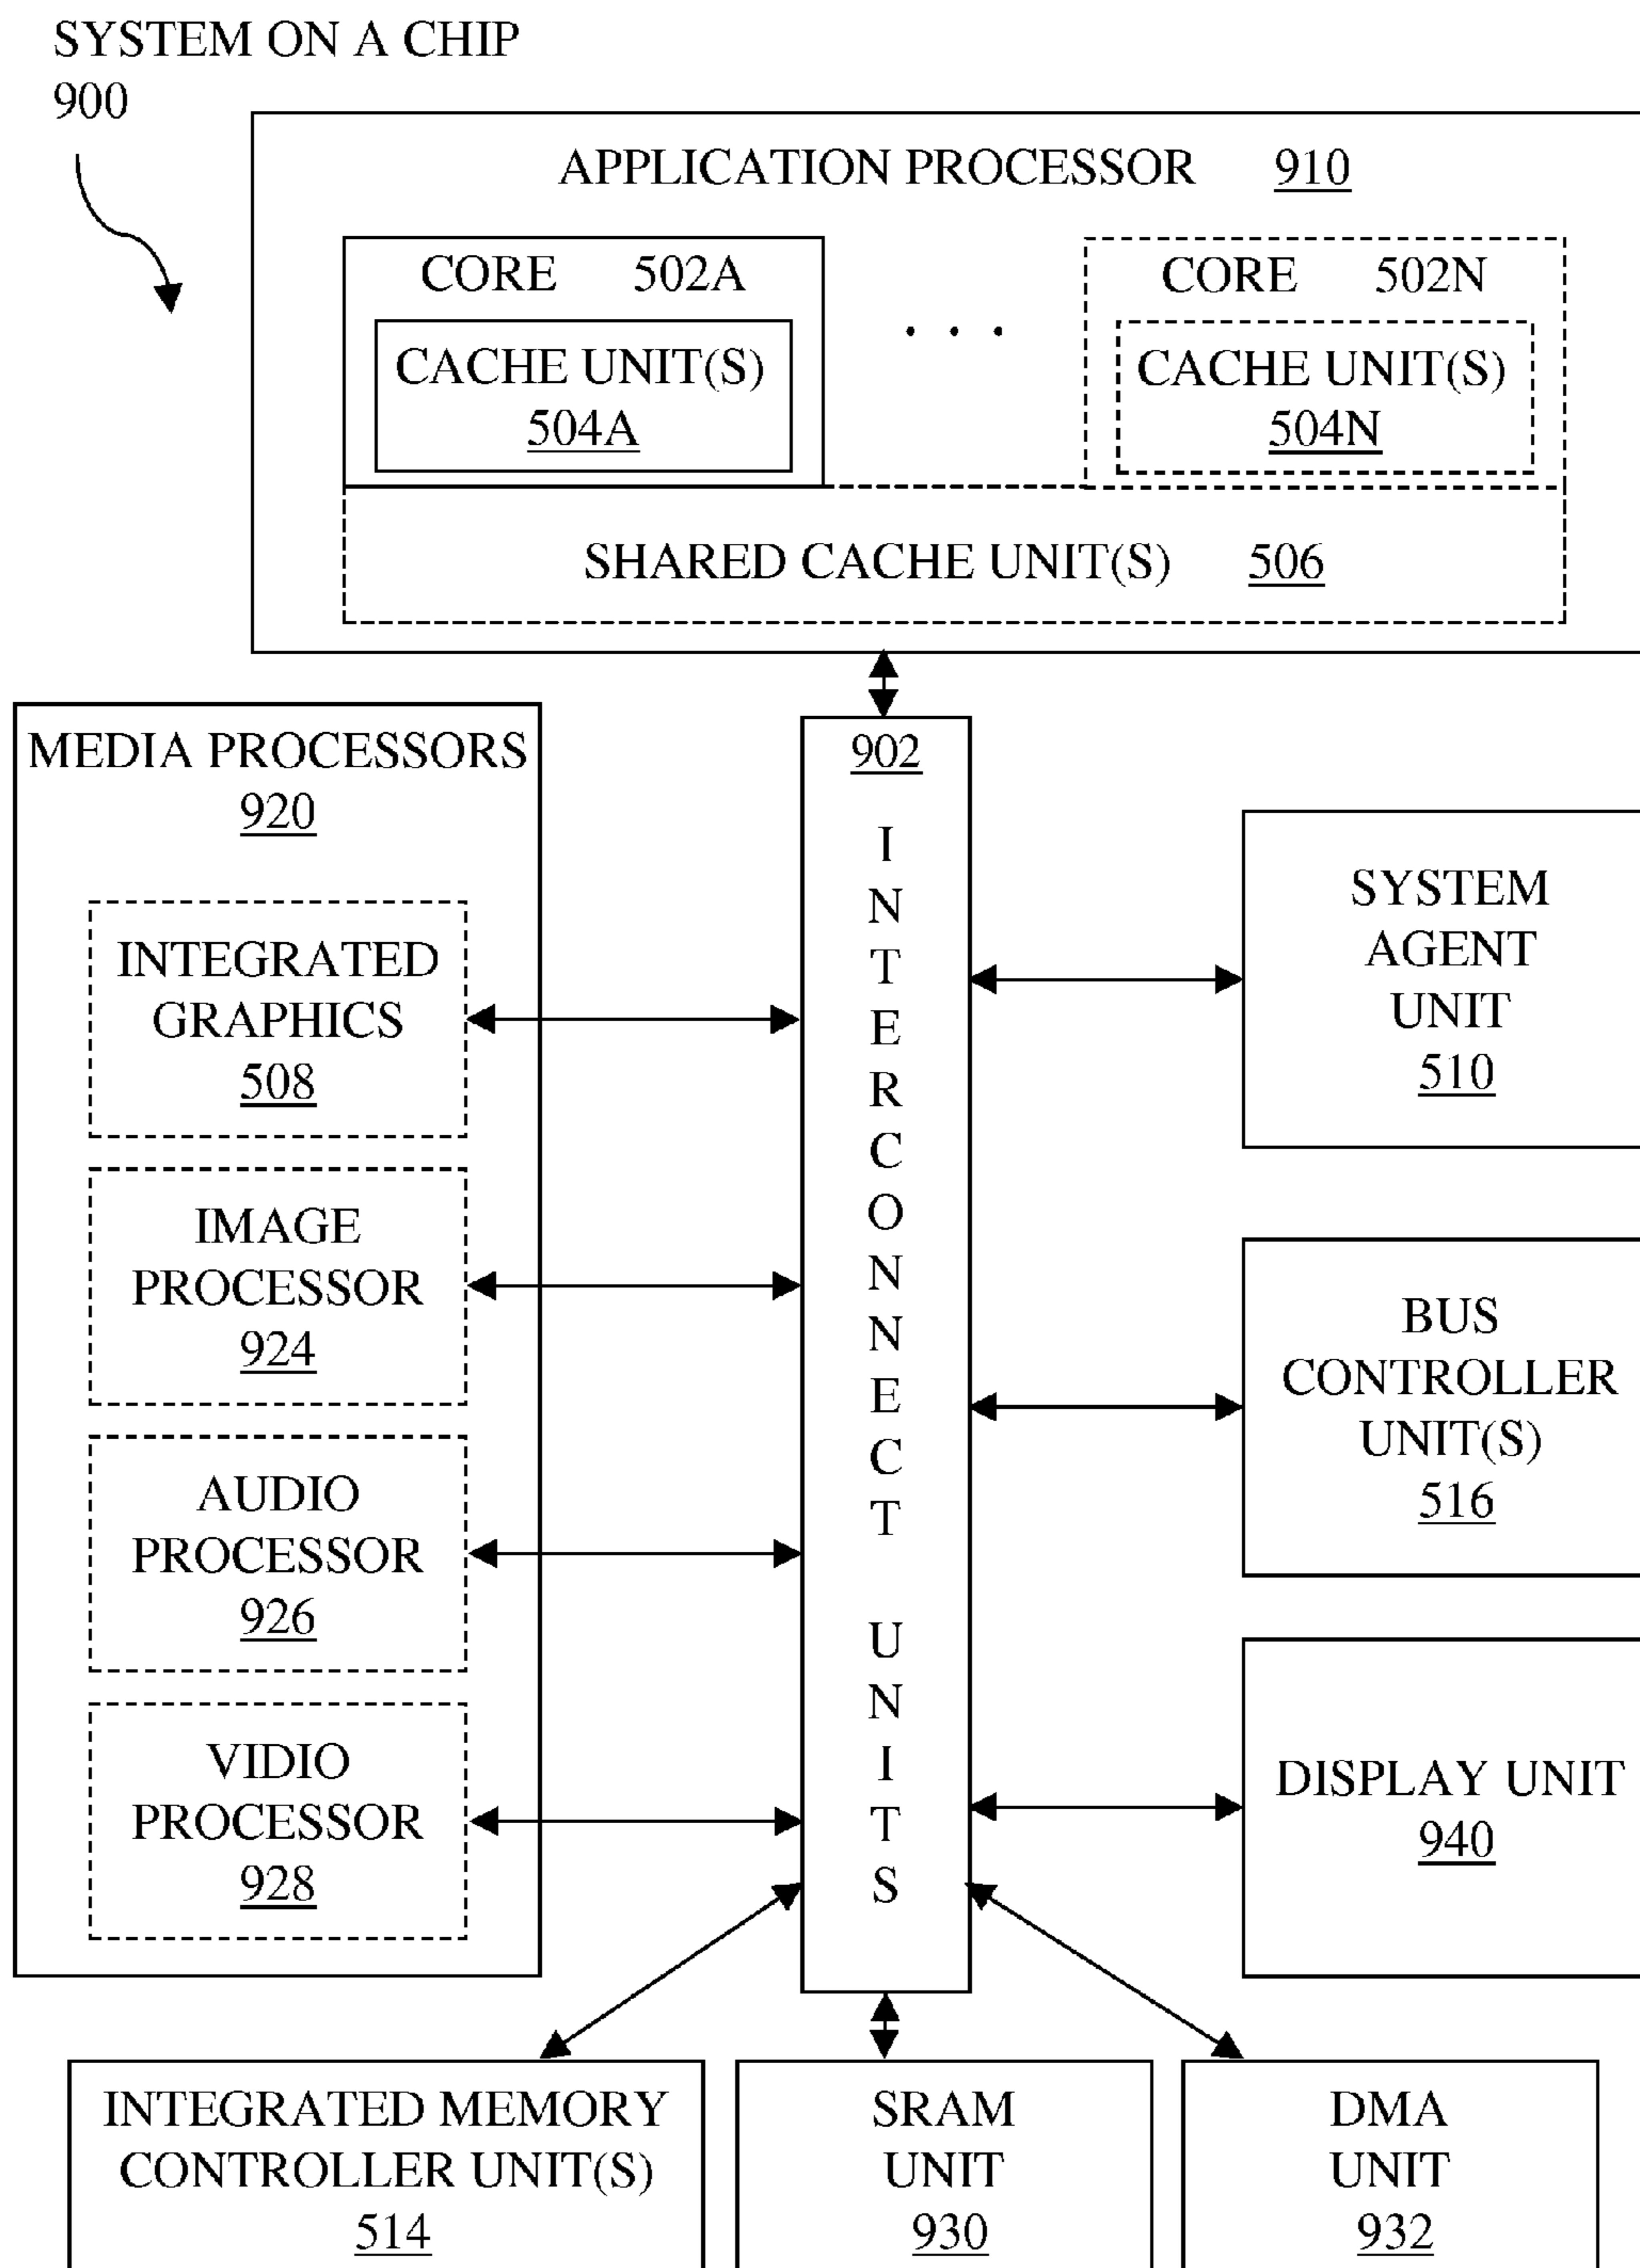 SYSTEM ON A CHIP
900
APPLICATION PROCESSOR 910
CORE 502A
CACHE UNIT(S)
504A
. . .
CORE 502N
CACHE UNIT(S)
504N
SHARED CACHE UNIT(S) 506
MEDIA PROCESSORS
920
INTEGRATED
GRAPHICS
508
IMAGE
PROCESSOR
924
AUDIO
PROCESSOR
926
VIDIO
PROCESSOR
928
902
INTERCONNECT UNITS
SYSTEM
AGENT
UNIT
510
BUS
CONTROLLER
UNIT(S)
516
DISPLAY UNIT
940
INTEGRATED MEMORY
CONTROLLER UNIT(S)
514
SRAM
UNIT
930
DMA
UNIT
932